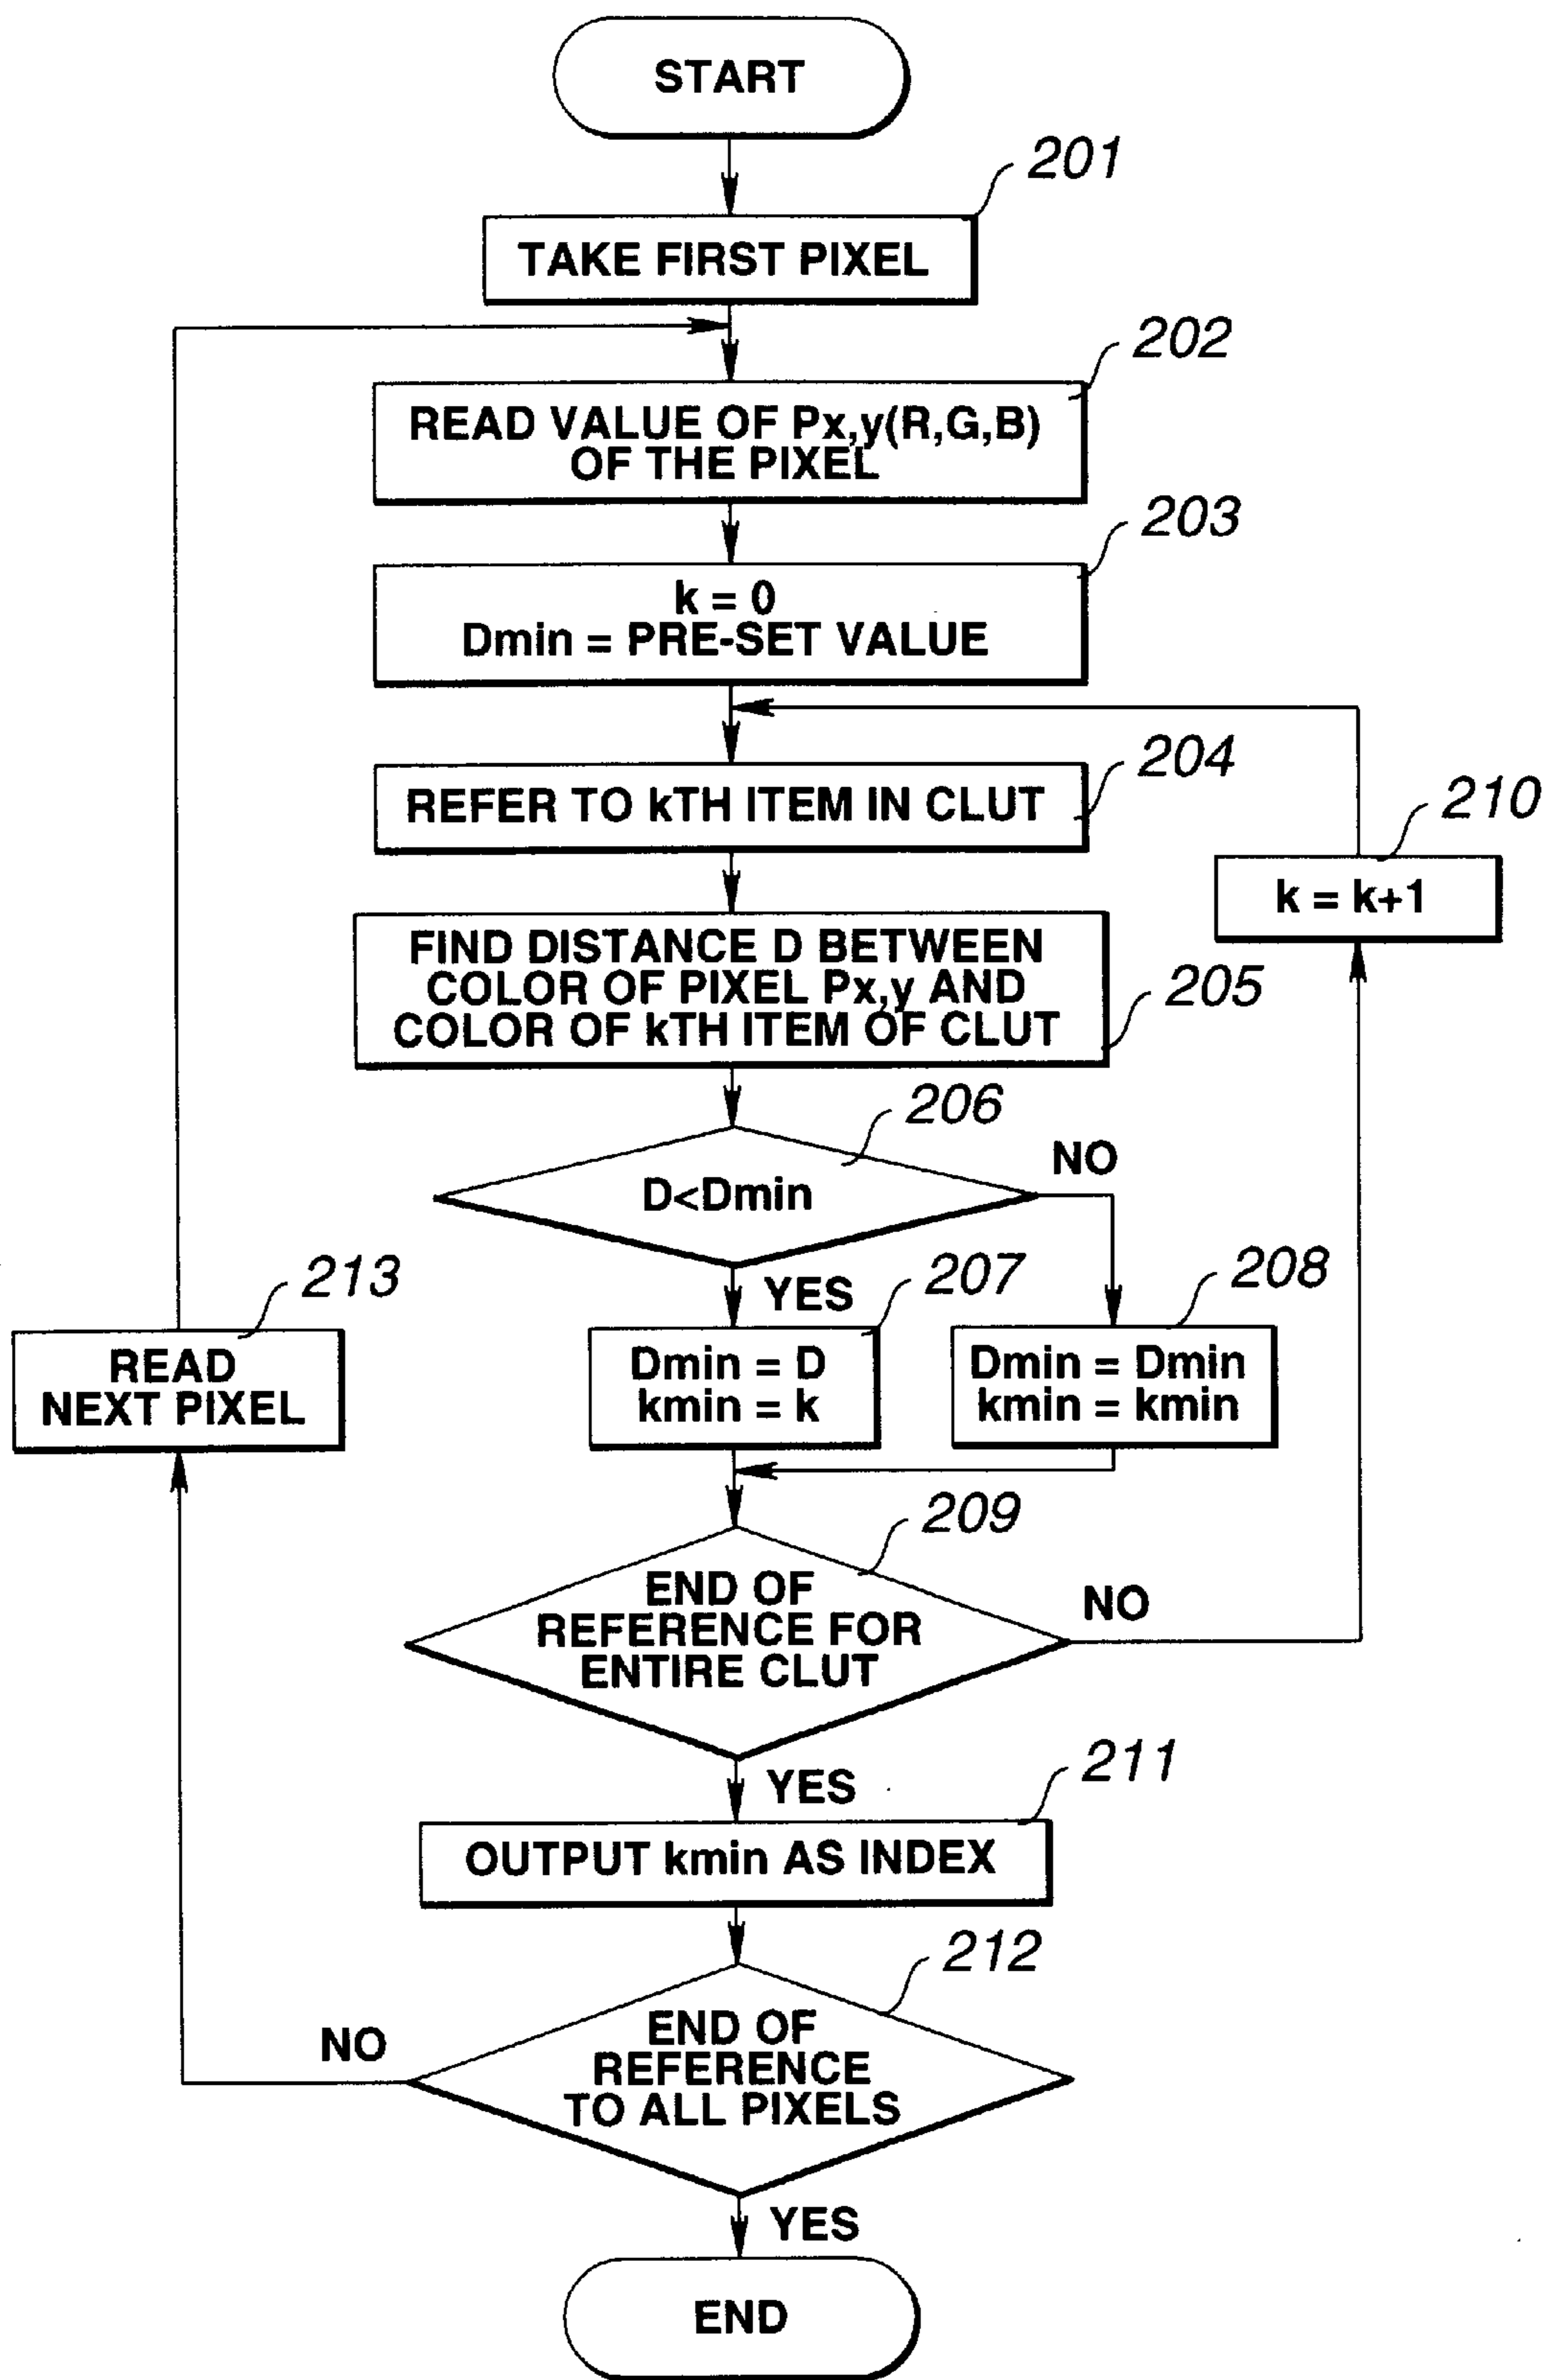 START
201
TAKE FIRST PIXEL
202
READ VALUE OF Px,y(R,G,B)
OF THE PIXEL
203
k = 0
Dmin = PRE-SET VALUE
204
REFER TO kTH ITEM IN CLUT
210
k = k+1
FIND DISTANCE D BETWEEN
COLOR OF PIXEL Px,y AND
COLOR OF kTH ITEM OF CLUT
205
206
D<Dmin
NO
YES
207
Dmin = D
kmin = k
208
Dmin = Dmin
kmin = kmin
213
READ
NEXT PIXEL
209
END OF
REFERENCE FOR
ENTIRE CLUT
NO
YES
211
OUTPUT kmin AS INDEX
212
END OF
REFERENCE
TO ALL PIXELS
NO
YES
END